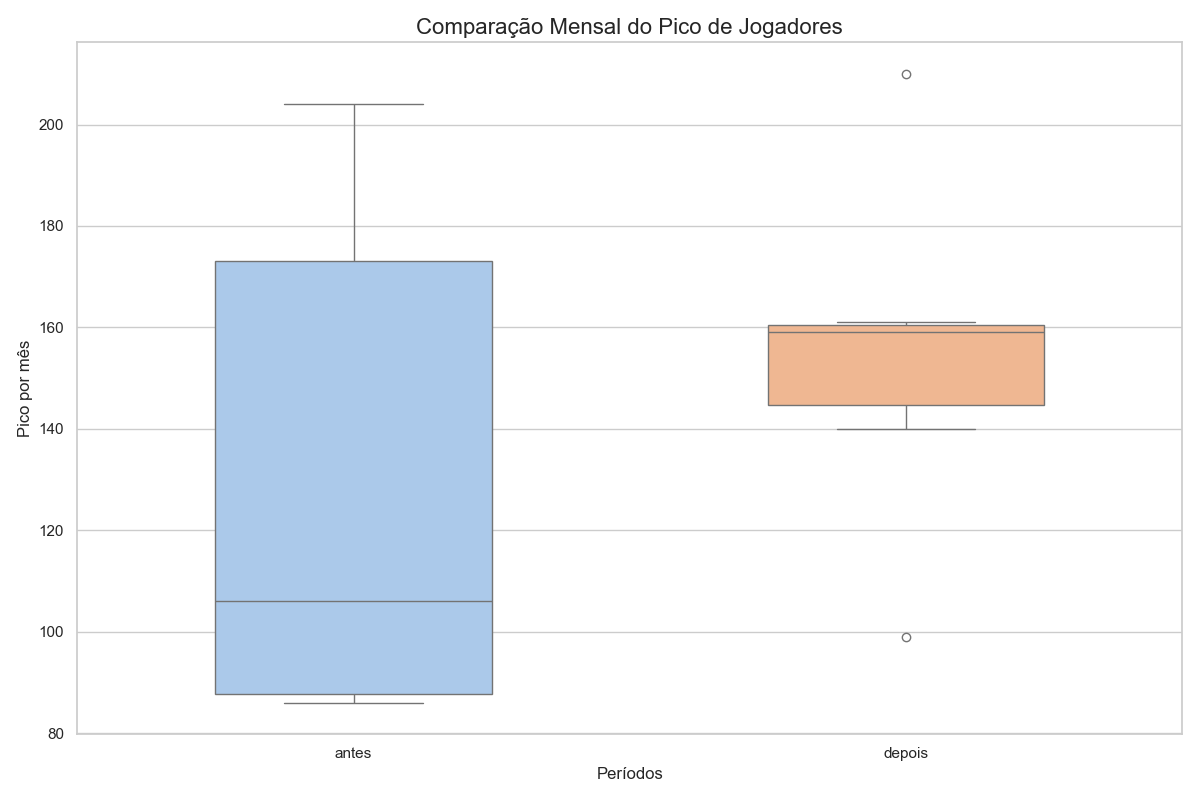 Comparação Mensal do Pico de Jogadores
Pico por mês
200
180
160
140
120
100
80
antes
depois
Períodos